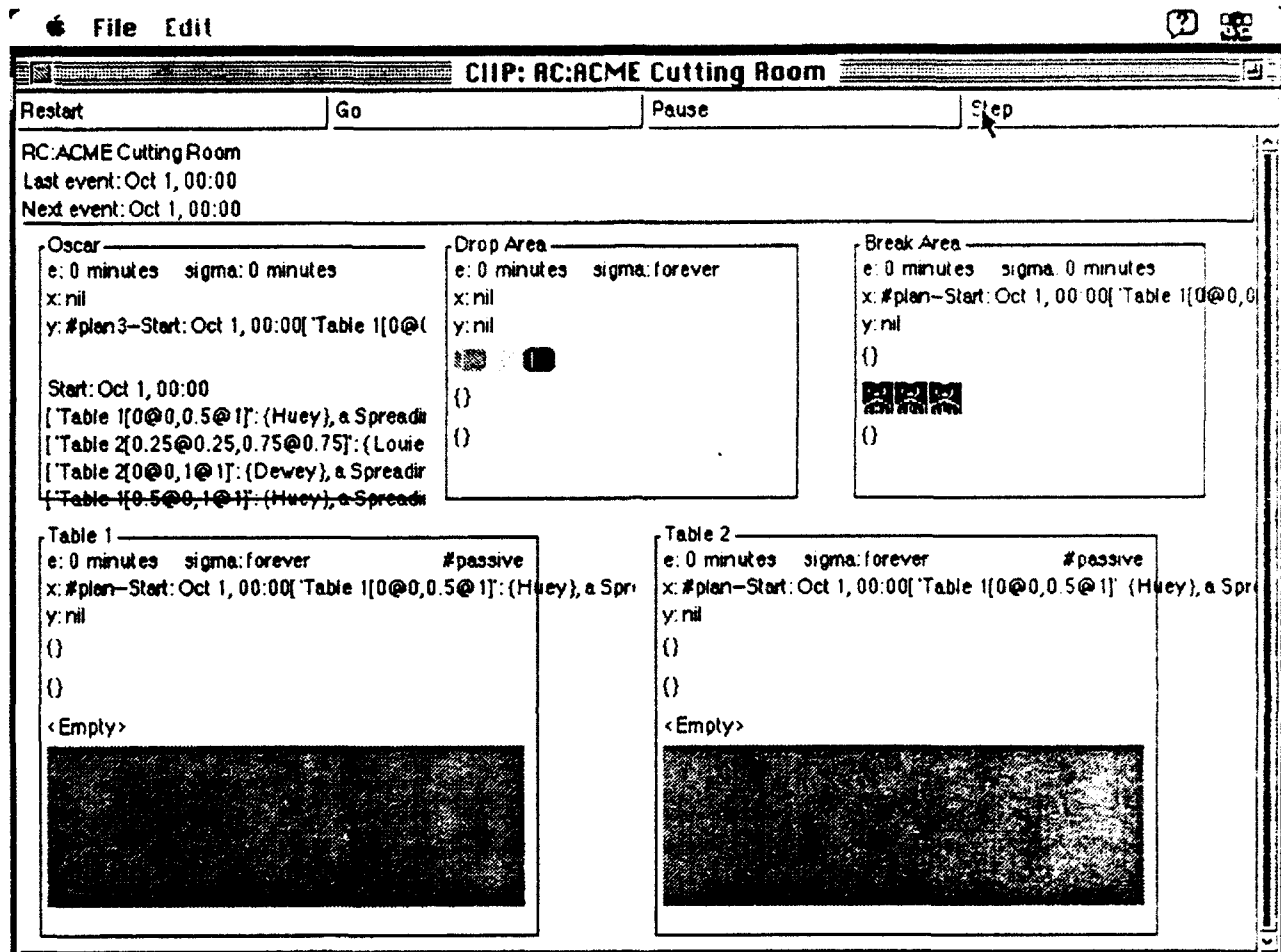 File Edit
CIIP: RC:ACME Cutting Room
Restart Go Pause Step
RC:ACME Cutting Room
Last event: Oct 1, 00:00
Next event: Oct 1, 00:00
Oscar
e: 0 minutes sigma: 0 minutes
x: nil
y: #plan3-Start: Oct 1, 00:00[ 'Table 1[0@(
Start: Oct 1, 00:00
['Table 1[0@0,0.5@1]': {Huey}, a Spreadin
['Table 2[0.25@0.25,0.75@0.75]': {Louie
['Table 2[0@0,1@1]': {Dewey}, a Spreadin
['Table 1[0.5@0,1@1]': {Huey}, a Spreadin
Drop Area
e: 0 minutes sigma: forever
x: nil
y: nil
{}
{}
Break Area
e: 0 minutes sigma: 0 minutes
x: #plan-Start: Oct 1, 00:00[ 'Table 1[0@0,0
y: nil
{}
{}
Table 1
e: 0 minutes sigma: forever #passive
x: #plan-Start: Oct 1, 00:00[ 'Table 1[0@0,0.5@1]': {Huey}, a Spr
y: nil
{}
{}
<Empty>
Table 2
e: 0 minutes sigma: forever #passive
x: #plan-Start: Oct 1, 00:00[ 'Table 1[0@0,0.5@1]' {Huey}, a Spre
y: nil
{}
{}
<Empty>